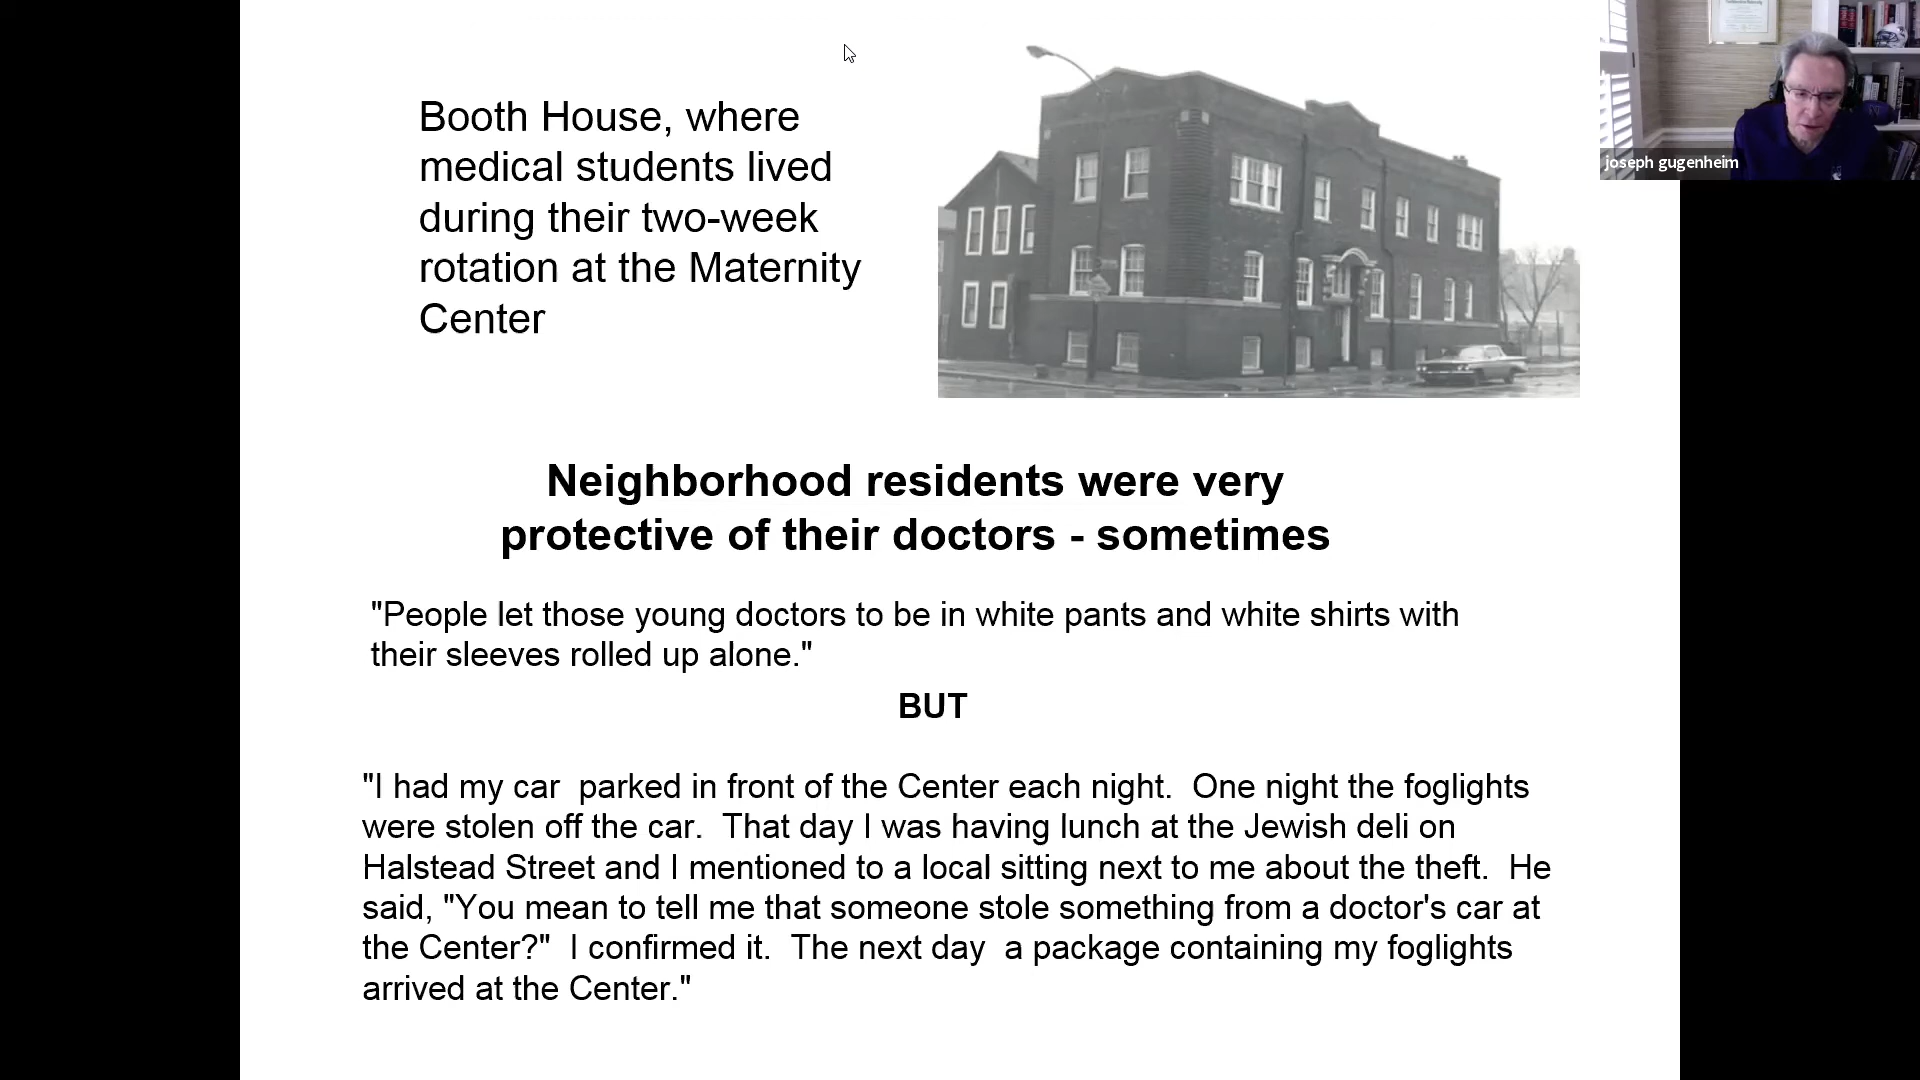 Booth House, where
medical students lived
during their two-week
rotation at the Maternity
Center
joseph gugenheim
Neighborhood residents were very
protective of their doctors - sometimes
"People let those young doctors to be in white pants and white shirts with
their sleeves rolled up alone."
BUT
"I had my car  parked in front of the Center each night.  One night the foglights
were stolen off the car.  That day I was having lunch at the Jewish deli on
Halstead Street and I mentioned to a local sitting next to me about the theft.  He
said, "You mean to tell me that someone stole something from a doctor's car at
the Center?"  I confirmed it.  The next day  a package containing my foglights
arrived at the Center."